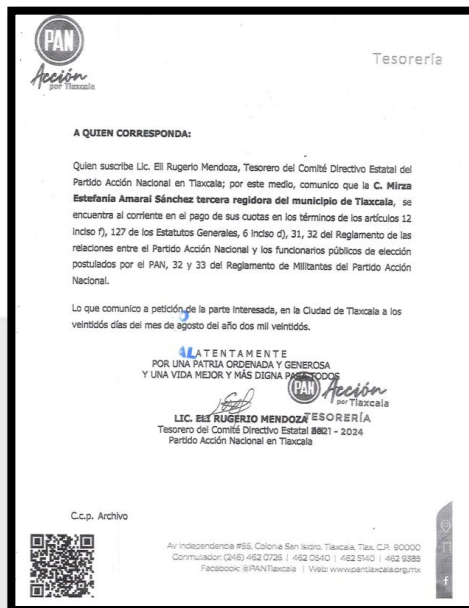 PAN
Acción
por Tlaxcala
Tesorería
A QUIEN CORRESPONDA:
Quien suscribe Lic. Eli Rugerio Mendoza, Tesorero del Comité Directivo Estatal del
Partido Acción Nacional en Tlaxcala; por este medio, comunico que la C. Mirza
Estefanía Amaral Sánchez tercera regidora del municipio de Tlaxcala, se
encuentra al corriente en el pago de sus cuotas en los términos de los artículos 12
inciso f), 127 de los Estatutos Generales, 6 inciso d), 31, 32 del Reglamento de las
relaciones entre el Partido Acción Nacional y los funcionarios públicos de elección
postulados por el PAN, 32 y 33 del Reglamento de Militantes del Partido Acción
Nacional.
Lo que comunico a petición de la parte interesada, en la Ciudad de Tlaxcala a los
veintidós días del mes de agosto del año dos mil veintidós.
ATENTAMENTE
POR UNA PATRIA ORDENADA Y GENEROSA
Y UNA VIDA MEJOR Y MÁS DIGNA PARA TODOS
PAN Acción
por Tlaxcala
LIC. ELI RUGERIO MENDOZA TESORERÍA
Tesorero del Comité Directivo Estatal 2021 - 2024
Partido Acción Nacional en Tlaxcala
C.c.p. Archivo
Av Independencia #55, Colonia San Isidro, Tlaxcala, Tlax. C.P. 90000
Conmutador: (246) 462 0726 | 462 0540 | 462 5140 | 462 9385
Facebook: @PANTlaxcala | Web: www.pantlaxcala.org.mx